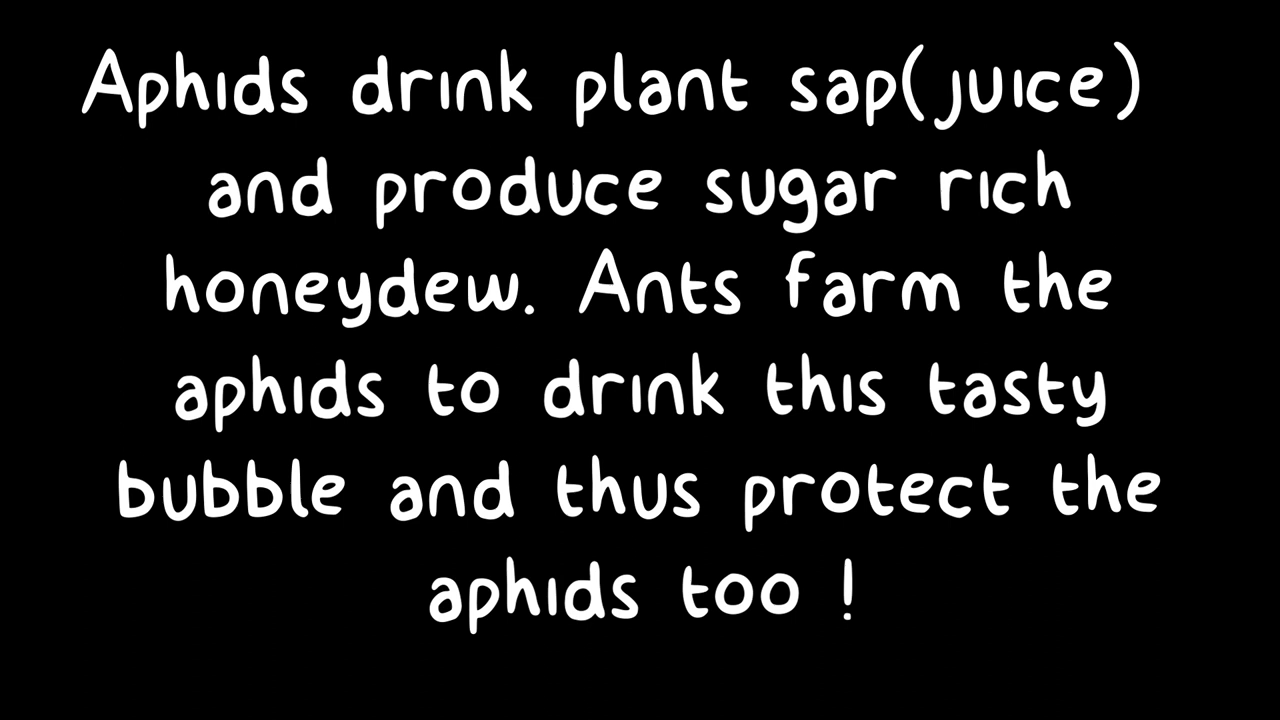 Aphids drink plant sap(juice)
and produce sugar rich
honeydew. Ants farm the
aphids to drink this tasty
bubble and thus protect the
aphids too !